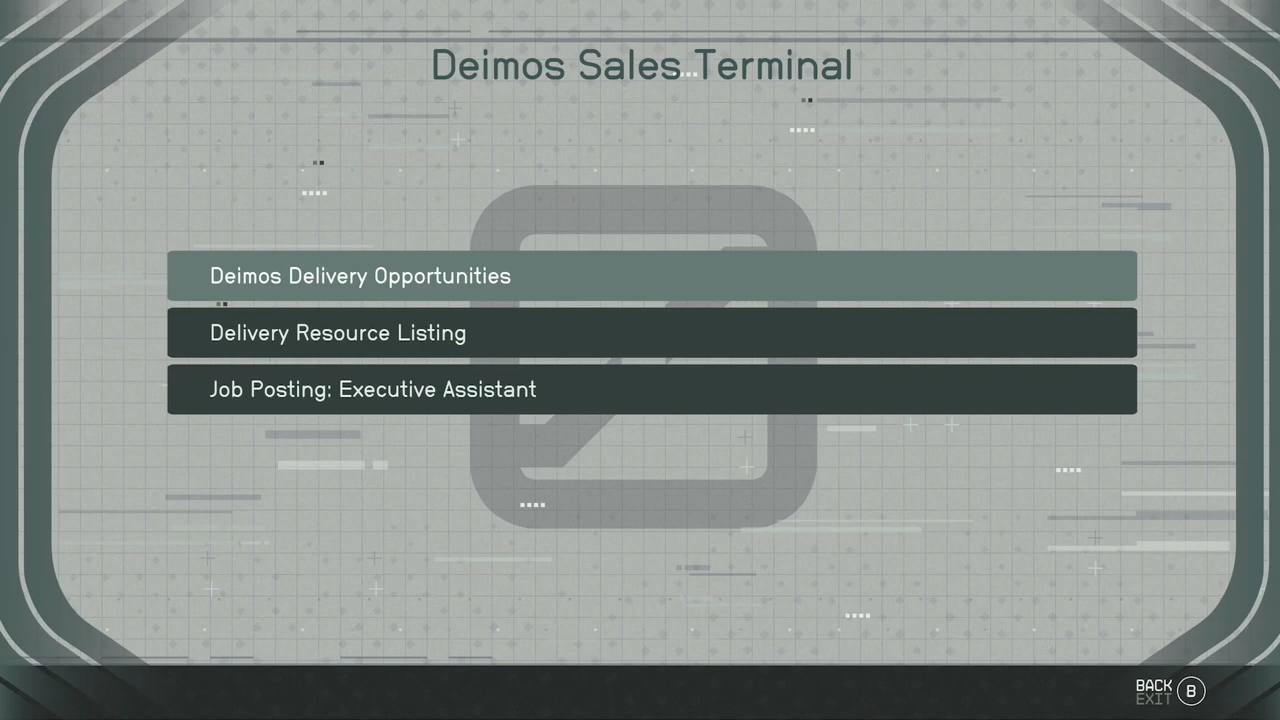 Deimos Sales Terminal
Deimos Delivery Opportunities
Delivery Resource Listing
Job Posting: Executive Assistant
BACK
EXIT
B